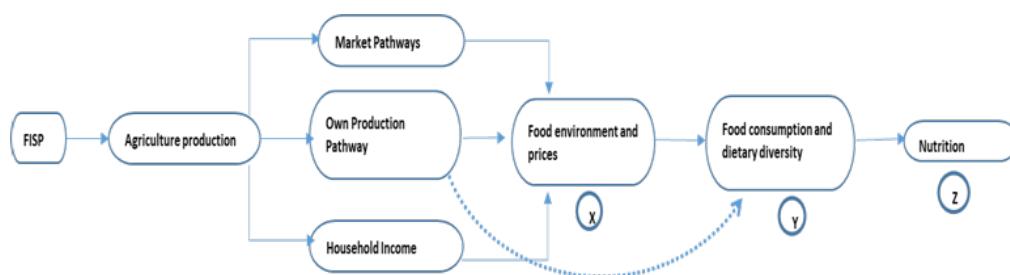 Market Pathways
FISP
Agriculture production
Own Production
Pathway
Food environment and
prices
Food consumption and
dietary diversity
Nutrition
Household Income
X
Y
Z